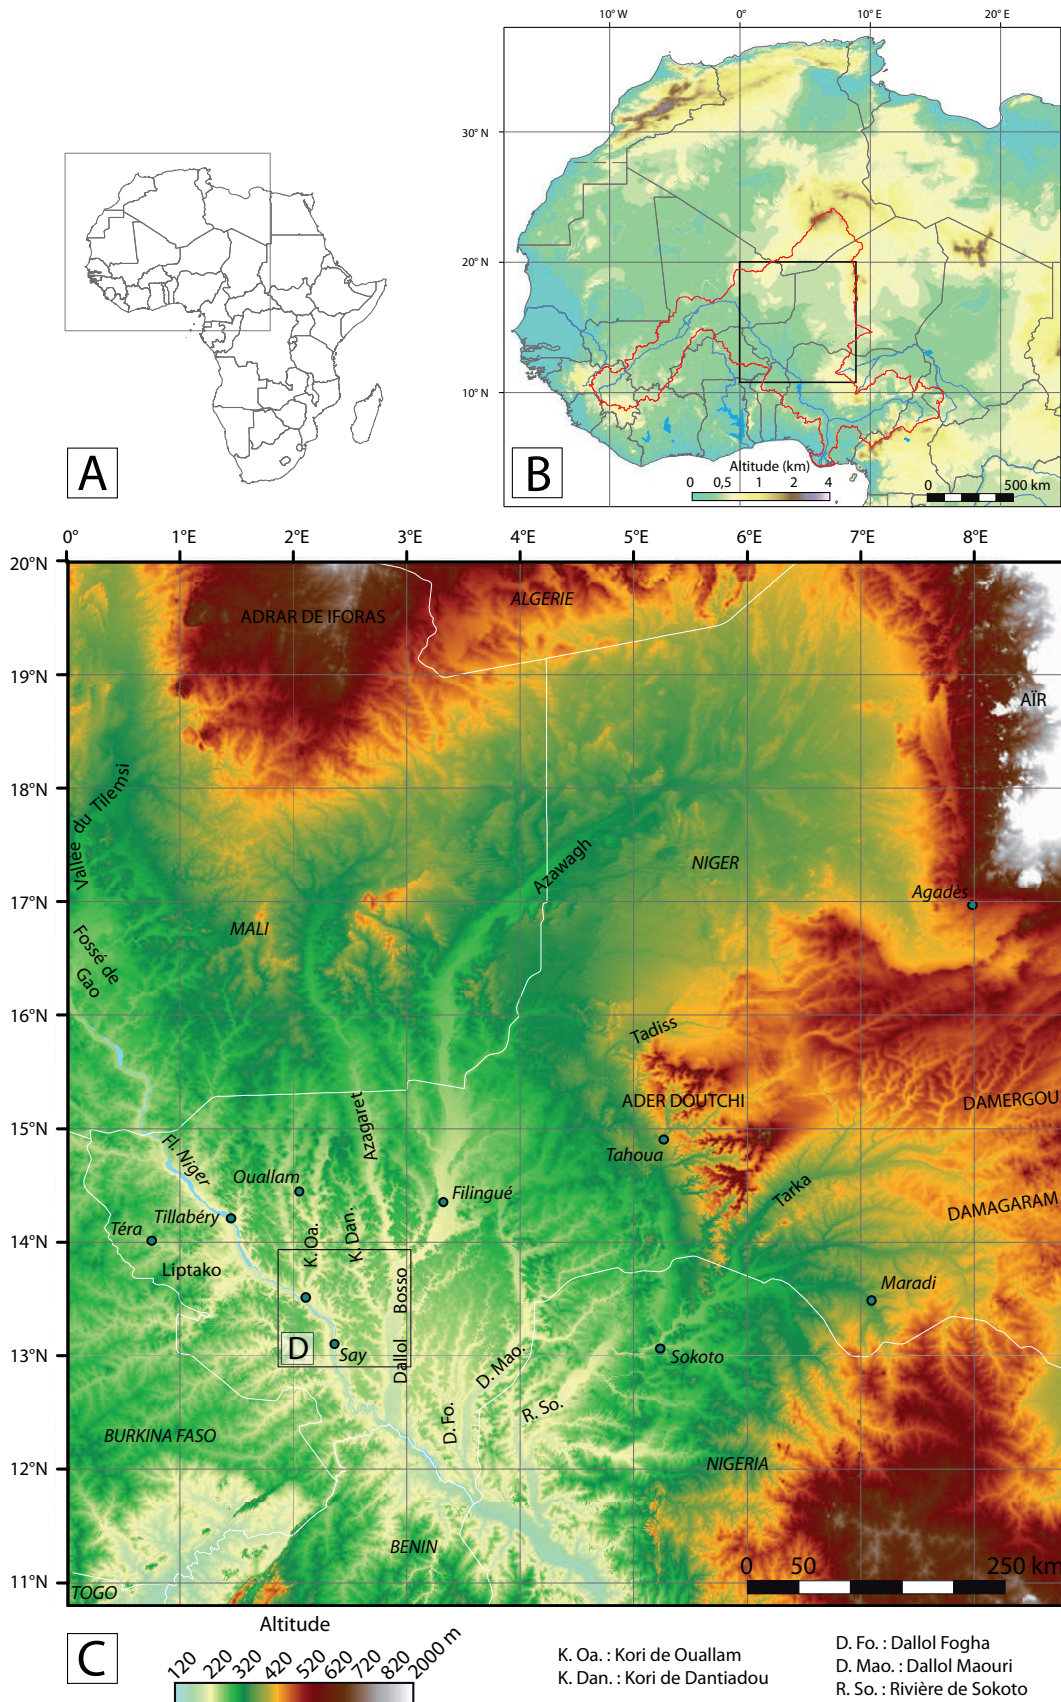 10° W 0° 10° E 20° E
30° N
20° N
10° N
A
B
Altitude (km)
0 0,5 1 2 4
0 500 km
0° 1°E 2°E 3°E 4°E 5°E 6°E 7°E 8°E
20°N
ADRAR DE IFORAS
ALGERIE
19°N
AÏR
18°N
Vallée du Tilemsi
Azawagh
NIGER
17°N
Agadès
MALI
Fossé de
Gao
16°N
Tadiss
ADER DOUTCHI
DAMERGOU
Azagaret
15°N
Fl. Niger
Tahoua
Ouallam
Filingué
Tarka
Tillabéry
DAMAGARAM
Téra
14°N
K. Oa.
K. Dan.
Liptako
Dallol Bosso
Maradi
D
Say
13°N
Sokoto
D. Mao.
R. So.
D. Fo.
BURKINA FASO
12°N
NIGERIA
BENIN
0 50 250 km
11°N
TOGO
C
Altitude
120 220 320 420 520 620 720 820 2000 m
K. Oa. : Kori de Ouallam
K. Dan. : Kori de Dantiadou
D. Fo. : Dallol Fogha
D. Mao. : Dallol Maouri
R. So. : Rivière de Sokoto